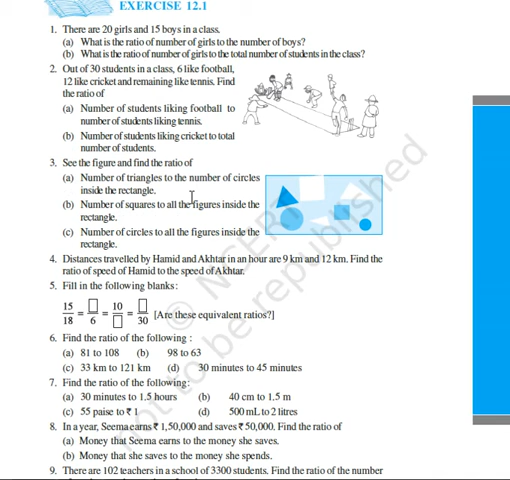 EXERCISE 12.1
1. There are 20 girls and 15 boys in a class.
(a) What is the ratio of number of girls to the number of boys?
(b) What is the ratio of number of girls to the total number of students in the class?
2. Out of 30 students in a class, 6 like football,
12 like cricket and remaining like tennis. Find
the ratio of
(a) Number of students liking football to
number of students liking tennis.
(b) Number of students liking cricket to total
number of students.
3. See the figure and find the ratio of
(a) Number of triangles to the number of circles
inside the rectangle.
(b) Number of squares to all the figures inside the
rectangle.
(c) Number of circles to all the figures inside the
rectangle.
4. Distances travelled by Hamid and Akhtar in an hour are 9 km and 12 km. Find the
ratio of speed of Hamid to the speed of Akhtar.
5. Fill in the following blanks:
15/18 = □/6 = 10/□ = □/30 [Are these equivalent ratios?]
6. Find the ratio of the following :
(a) 81 to 108 (b) 98 to 63
(c) 33 km to 121 km (d) 30 minutes to 45 minutes
7. Find the ratio of the following:
(a) 30 minutes to 1.5 hours (b) 40 cm to 1.5 m
(c) 55 paise to ₹ 1 (d) 500 mL to 2 litres
8. In a year, Seema earns ₹ 1,50,000 and saves ₹ 50,000. Find the ratio of
(a) Money that Seema earns to the money she saves.
(b) Money that she saves to the money she spends.
9. There are 102 teachers in a school of 3300 students. Find the ratio of the number
© NCERT
not to be republished